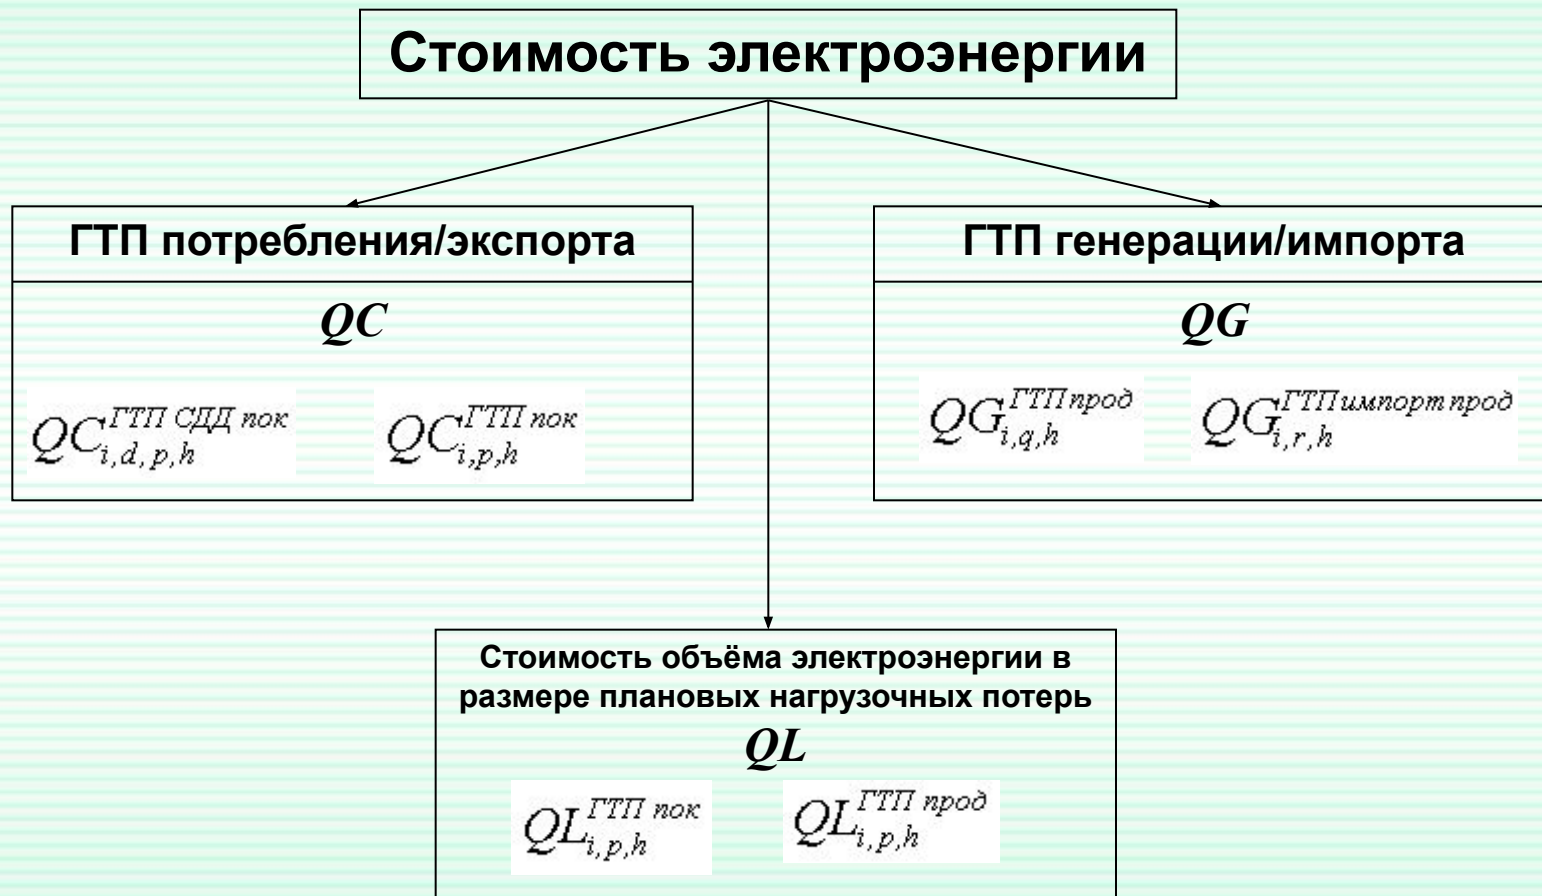 Стоимость электроэнергии
ГТП потребления/экспорта
QC
QC_{i,d,p,h}^{ГТП СДД пок} QC_{i,p,h}^{ГТП пок}
ГТП генерации/импорта
QG
QG_{i,q,h}^{ГТП прод} QG_{i,r,h}^{ГТП импорт прод}
Стоимость объёма электроэнергии в
размере плановых нагрузочных потерь
QL
QL_{i,p,h}^{ГТП пок} QL_{i,p,h}^{ГТП прод}